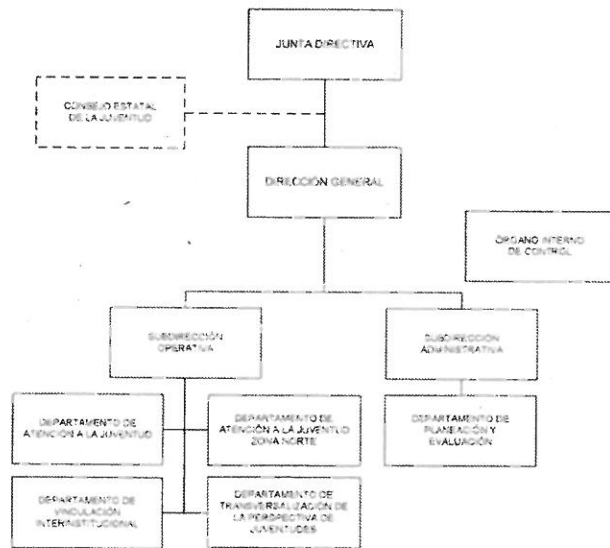 JUNTA DIRECTIVA
CONSEJO ESTATAL
DE LA JUVENTUD
DIRECCIÓN GENERAL
ÓRGANO INTERNO
DE CONTROL
SUBDIRECCIÓN
OPERATIVA
SUBDIRECCIÓN
ADMINISTRATIVA
DEPARTAMENTO DE
ATENCIÓN A LA JUVENTUD
DEPARTAMENTO DE
ATENCIÓN A LA JUVENTUD
ZONA NORTE
DEPARTAMENTO DE
PLANEACIÓN Y
EVALUACIÓN
DEPARTAMENTO DE
VINCULACIÓN
INTERINSTITUCIONAL
DEPARTAMENTO DE
TRANSVERSALIZACIÓN DE
LA PERSPECTIVA DE
JUVENTUDES